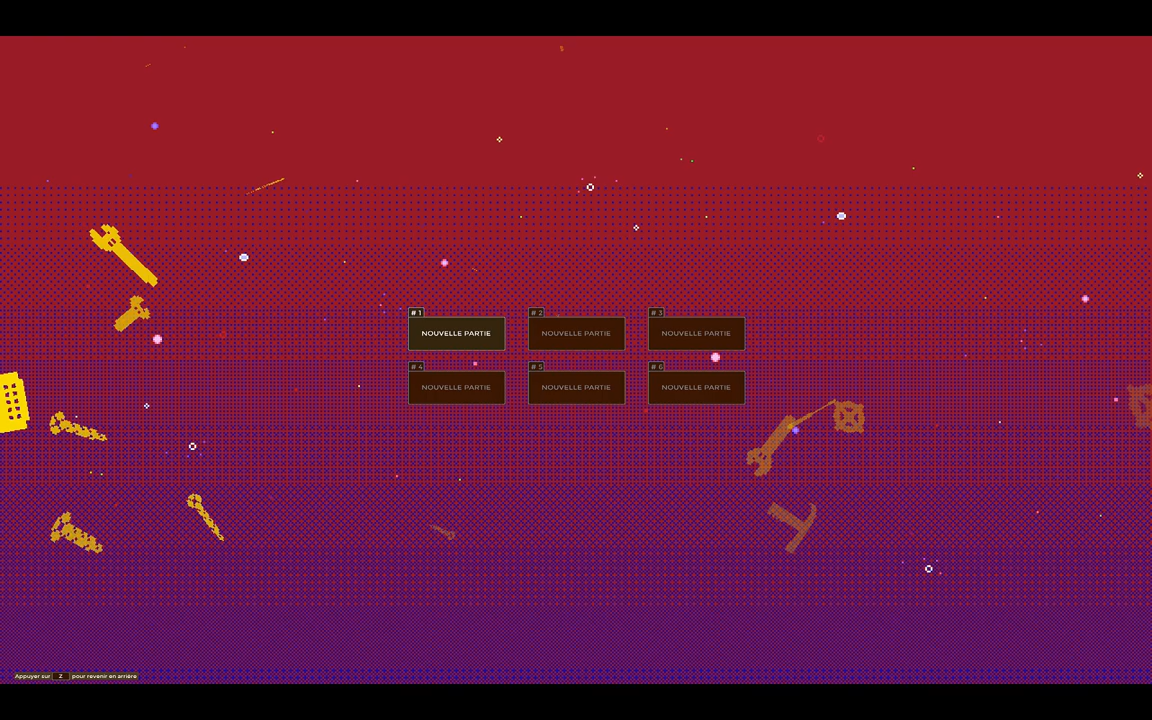 # 1 # 2 # 3
NOUVELLE PARTIE NOUVELLE PARTIE NOUVELLE PARTIE
# 4 # 5 # 6
NOUVELLE PARTIE NOUVELLE PARTIE NOUVELLE PARTIE
Appuyer sur Z pour revenir en arrière